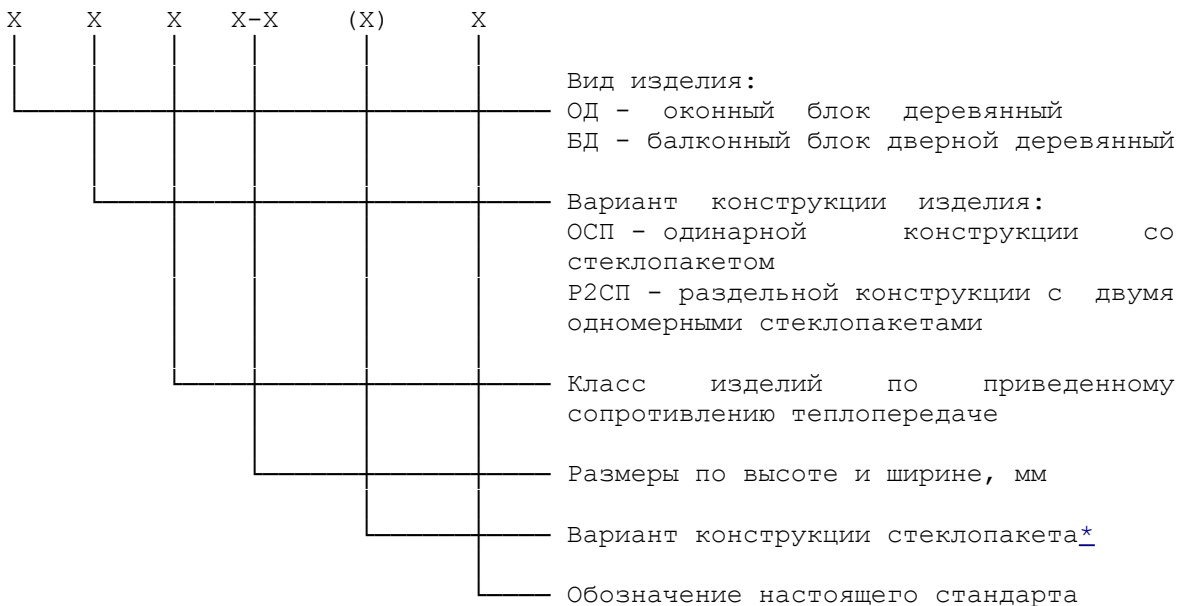 X X X X-X (X) X
Вид изделия:
ОД - оконный блок деревянный
БД - балконный блок дверной деревянный
Вариант конструкции изделия:
ОСП - одинарной конструкции со
стеклопакетом
Р2СП - раздельной конструкции с двумя
одномерными стеклопакетами
Класс изделий по приведенному
сопротивлению теплопередаче
Размеры по высоте и ширине, мм
Вариант конструкции стеклопакета*
Обозначение настоящего стандарта